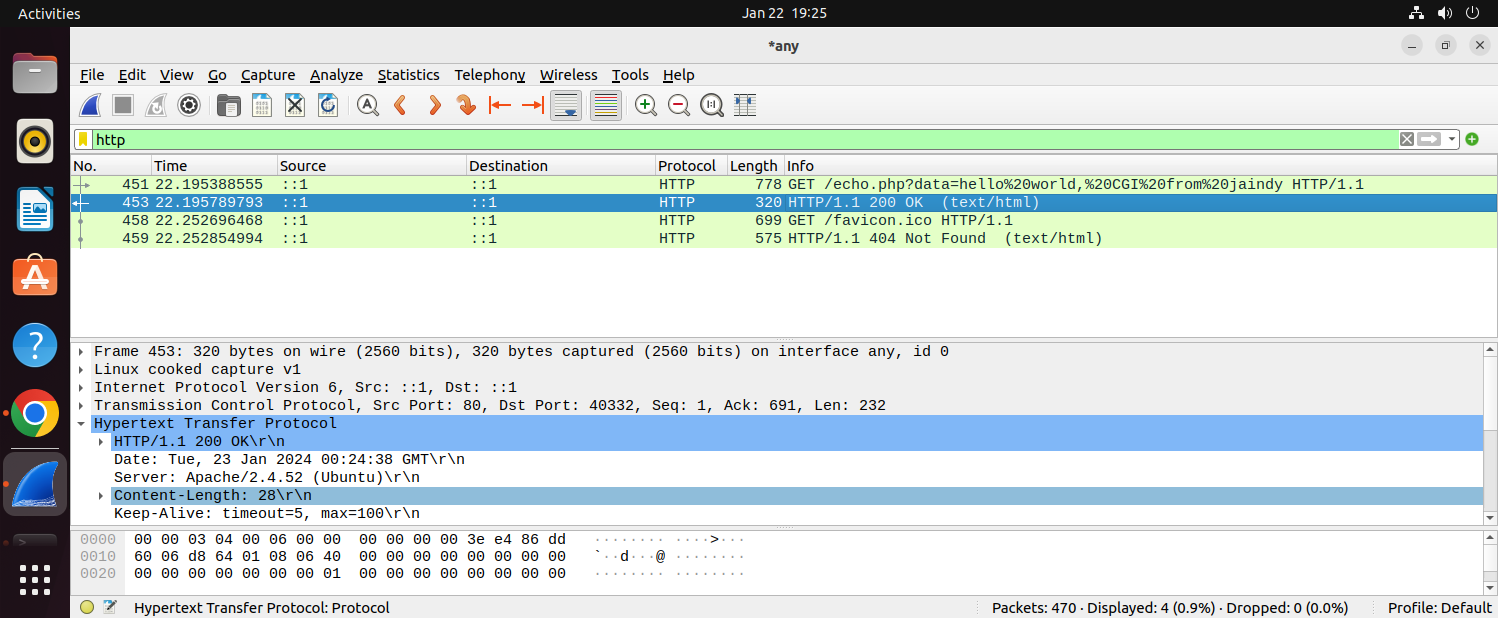 Activities
Jan 22 19:25
*any
File Edit View Go Capture Analyze Statistics Telephony Wireless Tools Help
http
No. Time Source Destination Protocol Length Info
451 22.195388555 ::1 ::1 HTTP 778 GET /echo.php?data=hello%20world,%20CGI%20from%20jaindy HTTP/1.1
453 22.195789793 ::1 ::1 HTTP 320 HTTP/1.1 200 OK (text/html)
458 22.252696468 ::1 ::1 HTTP 699 GET /favicon.ico HTTP/1.1
459 22.252854994 ::1 ::1 HTTP 575 HTTP/1.1 404 Not Found (text/html)
Frame 453: 320 bytes on wire (2560 bits), 320 bytes captured (2560 bits) on interface any, id 0
Linux cooked capture v1
Internet Protocol Version 6, Src: ::1, Dst: ::1
Transmission Control Protocol, Src Port: 80, Dst Port: 40332, Seq: 1, Ack: 691, Len: 232
Hypertext Transfer Protocol
HTTP/1.1 200 OK\r\n
Date: Tue, 23 Jan 2024 00:24:38 GMT\r\n
Server: Apache/2.4.52 (Ubuntu)\r\n
Content-Length: 28\r\n
Keep-Alive: timeout=5, max=100\r\n
0000 00 00 03 04 00 06 00 00 00 00 00 00 3e e4 86 dd ········ ····>···
0010 60 06 d8 64 01 08 06 40 00 00 00 00 00 00 00 00 `··d···@ ········
0020 00 00 00 00 00 00 00 01 00 00 00 00 00 00 00 00 ········ ········
Hypertext Transfer Protocol: Protocol
Packets: 470 · Displayed: 4 (0.9%) · Dropped: 0 (0.0%)
Profile: Default